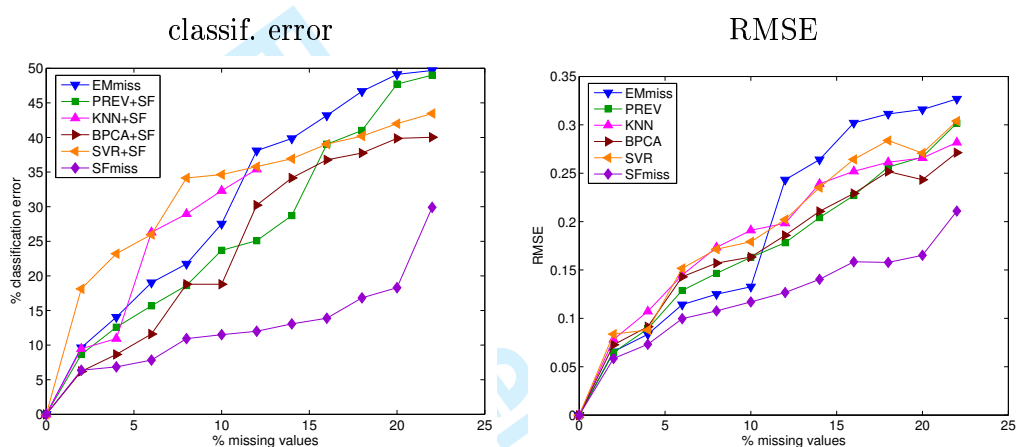 classif. error
RMSE
50
45
40
35
30
25
20
15
10
5
0
EMmiss
PREV+SF
KNN+SF
BPCA+SF
SVR+SF
SFmiss
% classification error
0 5 10 15 20 25
% missing values
0.35
0.3
0.25
0.2
0.15
0.1
0.05
0
EMmiss
PREV
KNN
BPCA
SVR
SFmiss
RMSE
0 5 10 15 20 25
% missing values